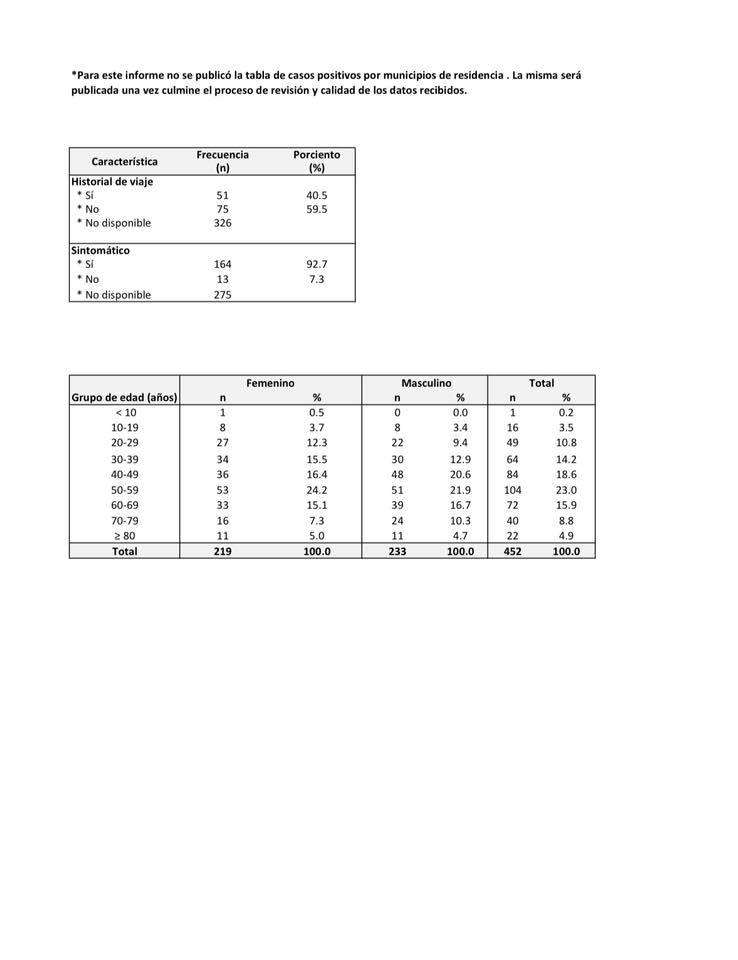 *Para este informe no se publicó la tabla de casos positivos por municipios de residencia . La misma será
publicada una vez culmine el proceso de revisión y calidad de los datos recibidos.
Característica Frecuencia (n) Porciento (%)
Historial de viaje
* Sí 51 40.5
* No 75 59.5
* No disponible 326
Sintomático
* Sí 164 92.7
* No 13 7.3
* No disponible 275
Femenino Masculino Total
Grupo de edad (años) n % n % n %
< 10 1 0.5 0 0.0 1 0.2
10-19 8 3.7 8 3.4 16 3.5
20-29 27 12.3 22 9.4 49 10.8
30-39 34 15.5 30 12.9 64 14.2
40-49 36 16.4 48 20.6 84 18.6
50-59 53 24.2 51 21.9 104 23.0
60-69 33 15.1 39 16.7 72 15.9
70-79 16 7.3 24 10.3 40 8.8
≥ 80 11 5.0 11 4.7 22 4.9
Total 219 100.0 233 100.0 452 100.0